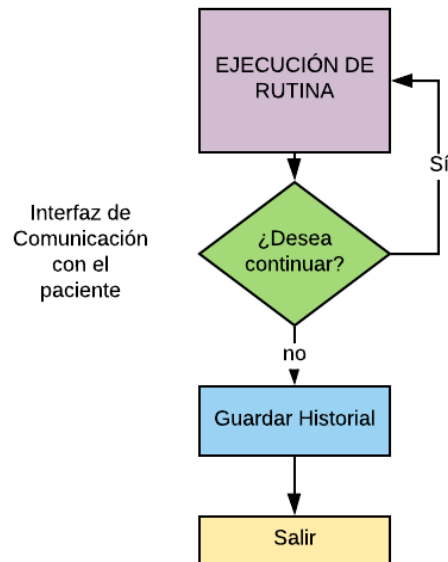 EJECUCIÓN DE
RUTINA
Sí
Interfaz de
Comunicación
con el
paciente
¿Desea
continuar?
no
Guardar Historial
Salir